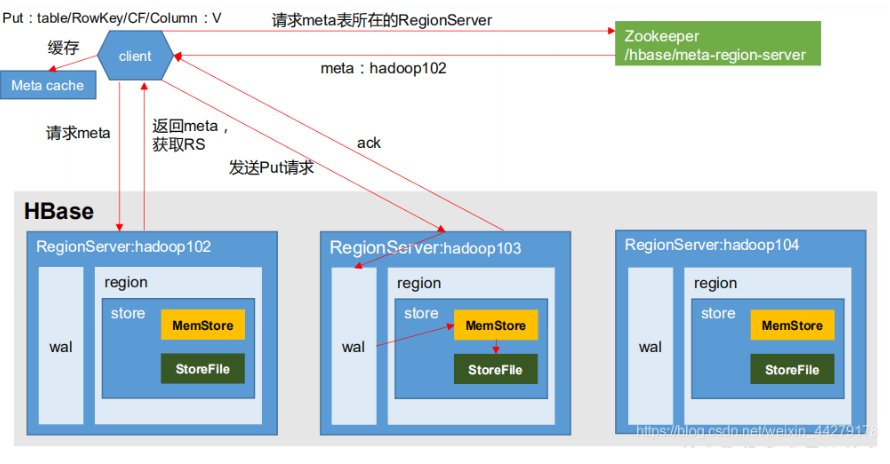 Put：table/RowKey/CF/Column：V
请求meta表所在的RegionServer
Zookeeper
/hbase/meta-region-server
缓存
client
meta：hadoop102
Meta cache
请求meta
返回meta，
获取RS
ack
发送Put请求
HBase
RegionServer:hadoop102
wal
region
store
MemStore
StoreFile
RegionServer:hadoop103
wal
region
store
MemStore
StoreFile
RegionServer:hadoop104
wal
region
store
MemStore
StoreFile
https://blog.csdn.net/weixin_44279178